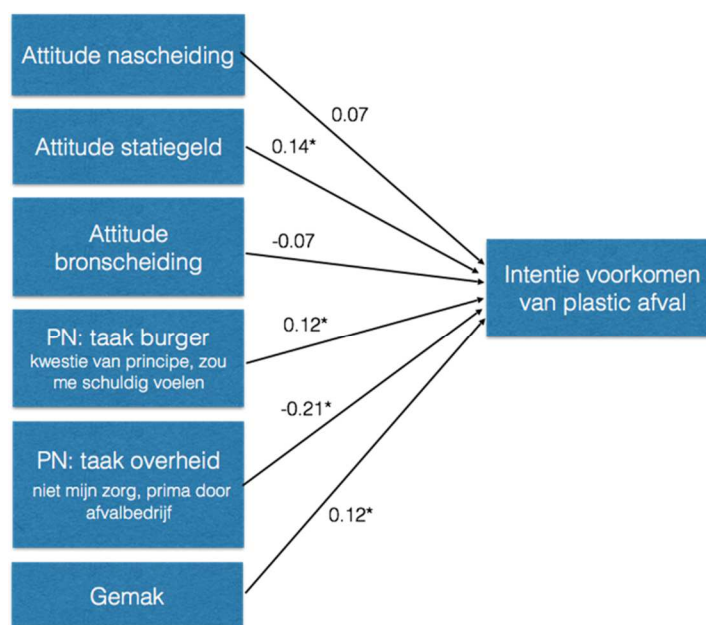 Attitude nascheiding
0.07
Attitude statiegeld
0.14*
Attitude
bronscheiding
-0.07
Intentie voorkomen
van plastic afval
PN: taak burger
kwestie van principe, zou
me schuldig voelen
0.12*
PN: taak overheid
niet mijn zorg, prima door
afvalbedrijf
-0.21*
0.12*
Gemak